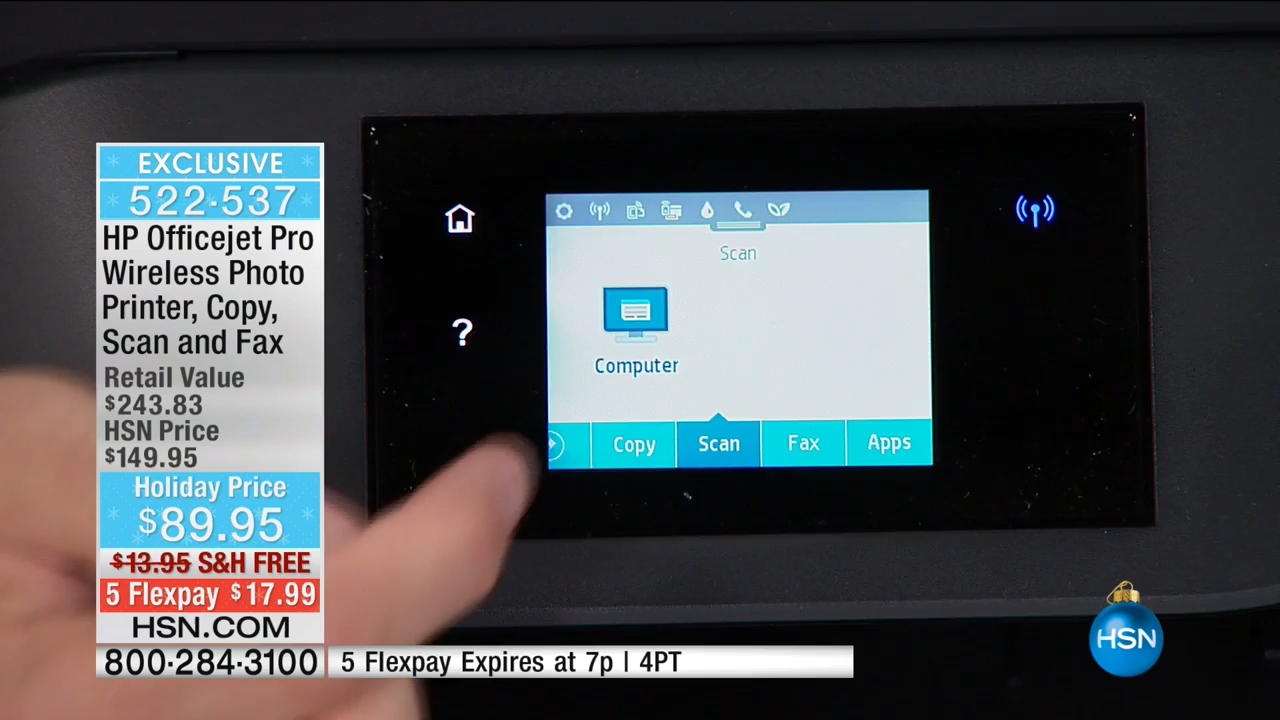 EXCLUSIVE
522-537
HP Officejet Pro
Wireless Photo
Printer, Copy,
Scan and Fax
Retail Value
$243.83
HSN Price
$149.95
Holiday Price
$89.95
$13.95 S&H FREE
5 Flexpay $17.99
HSN.COM
800-284-3100
5 Flexpay Expires at 7p | 4PT
?
Scan
Computer
Copy
Scan
Fax
Apps
HSN